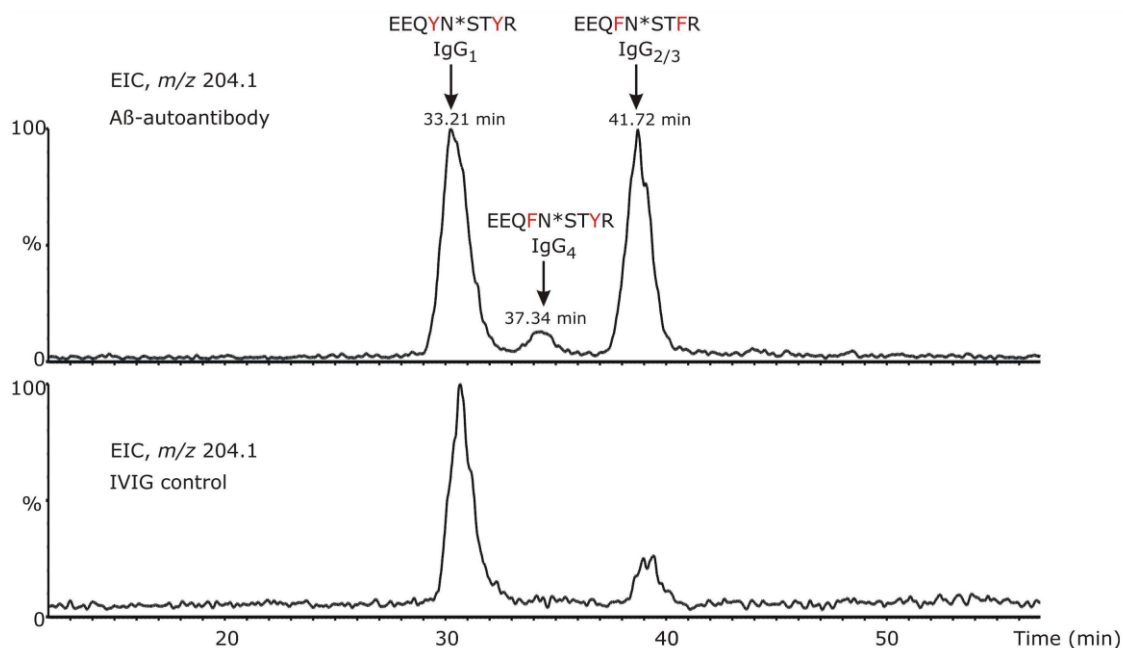 EEQYN*STYR
IgG1
EEQFN*STFR
IgG2/3
EIC, m/z 204.1
Aß-autoantibody
33.21 min
41.72 min
100
EEQFN*STYR
IgG4
%
37.34 min
0
100
EIC, m/z 204.1
IVIG control
%
0
20 30 40 50 Time (min)